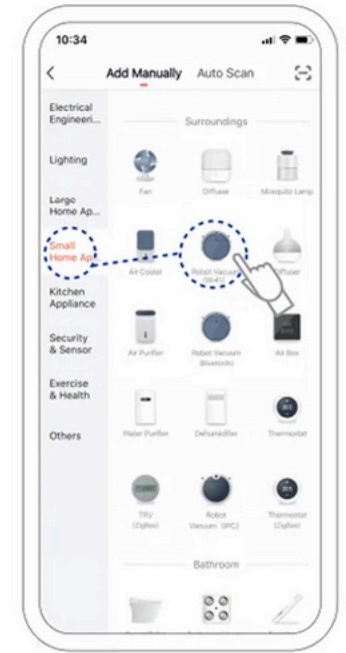 10:34
Add Manually Auto Scan
Electrical
Engineeri...
Lighting
Large
Home Ap...
Small
Home Ap...
Kitchen
Appliance
Security
& Sensor
Exercise
& Health
Others
Surroundings
Fan Diffuser Mosquito Lamp
Air Cooler Robot Vacuum
(Wi-Fi) Diffuser
Air Purifier Robot Vacuum
(Bluetooth) Air Box
Water Purifier Dehumidifier Thermostat
TRV
(ZigBee) Robot
Vacuum (IPC) Thermostat
(ZigBee)
Bathroom